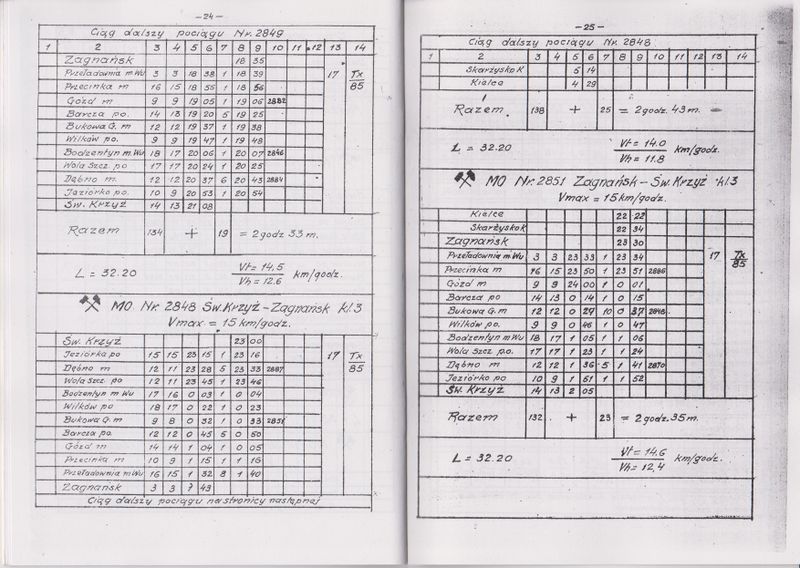 — 24 —
Ciąg dalszy pociągu Nr. 2849
1 2 3 4 5 6 7 8 9 10 11 12 13 14
Zagnańsk 18 35
Przeładownia m.Wu 3 3 18 38 1 18 39 17 Tx
Przecinka m 16 15 18 55 1 18 56 85
Gózd m 9 9 19 05 1 19 06 2882
Barcza po. 14 13 19 20 5 19 25
Bukowa G. m 12 12 19 37 1 19 38
Wilków po. 9 9 19 47 1 19 48
Bodzentyn m.Wu 18 17 20 06 1 20 07 2846
Wola Szcz. po 17 17 20 24 1 20 25
Dębno m. 12 12 20 37 6 20 43 2884
Jeziórko po. 10 9 20 53 1 20 54
Św. Krzyż 14 13 21 08
Razem 134 + 19 = 2 godz 33 m.
L = 32.20 Vt = 14,5 km/godz.
Vh = 12.6
MO Nr. 2848 Św.Krzyż - Zagnańsk kl.3
Vmax = 15 km/godz.
Św. Krzyż 23 00
Jeziórko po 15 15 23 15 1 23 16 17 Tx
Dębno m 12 11 23 28 5 23 33 2887 85
Wola Szcz. po 12 11 23 45 1 23 46
Bodzentyn m Wu 17 16 0 03 1 0 04
Wilków po 18 17 0 22 1 0 23
Bukowa G. m 9 8 0 32 1 0 33 2851
Barcza po. 12 12 0 45 5 0 50
Gózd m 14 14 1 04 1 0 05
Przecinka m 10 9 1 15 1 1 16
Przeładownia m Wu 16 15 1 32 8 1 40
Zagnańsk 3 3 ? 43
Ciąg dalszy pociągu na stronicy następnej
— 25 —
Ciąg dalszy pociągu Nr. 2848
1 2 3 4 5 6 7 8 9 10 11 12 13 14
Skarżysko K 5 14
Kielce 4 29
Razem 138 + 25 = 2 godz. 43 m. —
L = 32.20 Vt = 14.0 km/godz.
Vh = 11.8
MO Nr. 2851 Zagnańsk - Św. Krzyż kl.3
Vmax = 15 km/godz.
Kielce 22 23
Skarżysko K 22 34
Zagnańsk 23 30
Przeładownia m Wu 3 3 23 33 1 23 34 17 Tx
Przecinka m 16 15 23 50 1 23 51 2886 85
Gózd m 9 9 24 00 1 0 01
Barcza po 14 13 0 14 1 0 15
Bukowa G. m 12 12 0 27 10 0 37 2848
Wilków po. 9 9 0 46 1 0 47
Bodzentyn m Wu 18 17 1 05 1 1 06
Wola Szcz. p.o. 17 17 1 23 1 1 24
Dębno m 12 12 1 36 5 1 41
Jeziórko po 10 9 1 51 1 1 52
Św. Krzyż 14 13 2 05
Razem 132 + 23 = 2 godz. 35 m.
L = 32.20 Vt = 14.6 km/godz.
Vh = 12,4